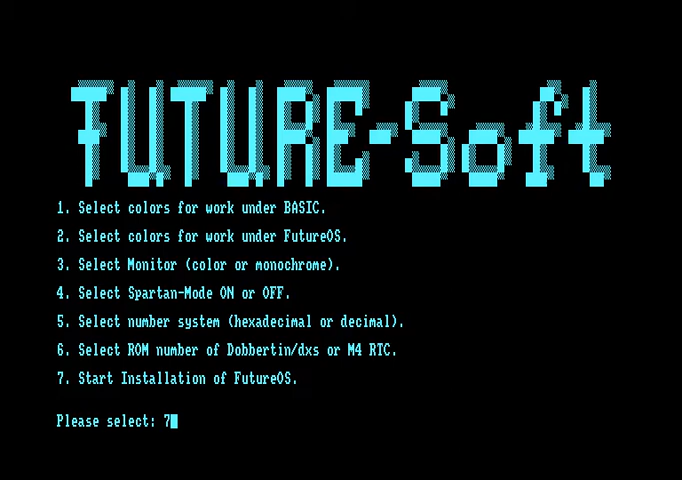 FUTURE-Soft
1. Select colors for work under BASIC.
2. Select colors for work under FutureOS.
3. Select Monitor (color or monochrome).
4. Select Spartan-Mode ON or OFF.
5. Select number system (hexadecimal or decimal).
6. Select ROM number of Dobbertin/dxs or M4 RTC.
7. Start Installation of FutureOS.
Please select: 7